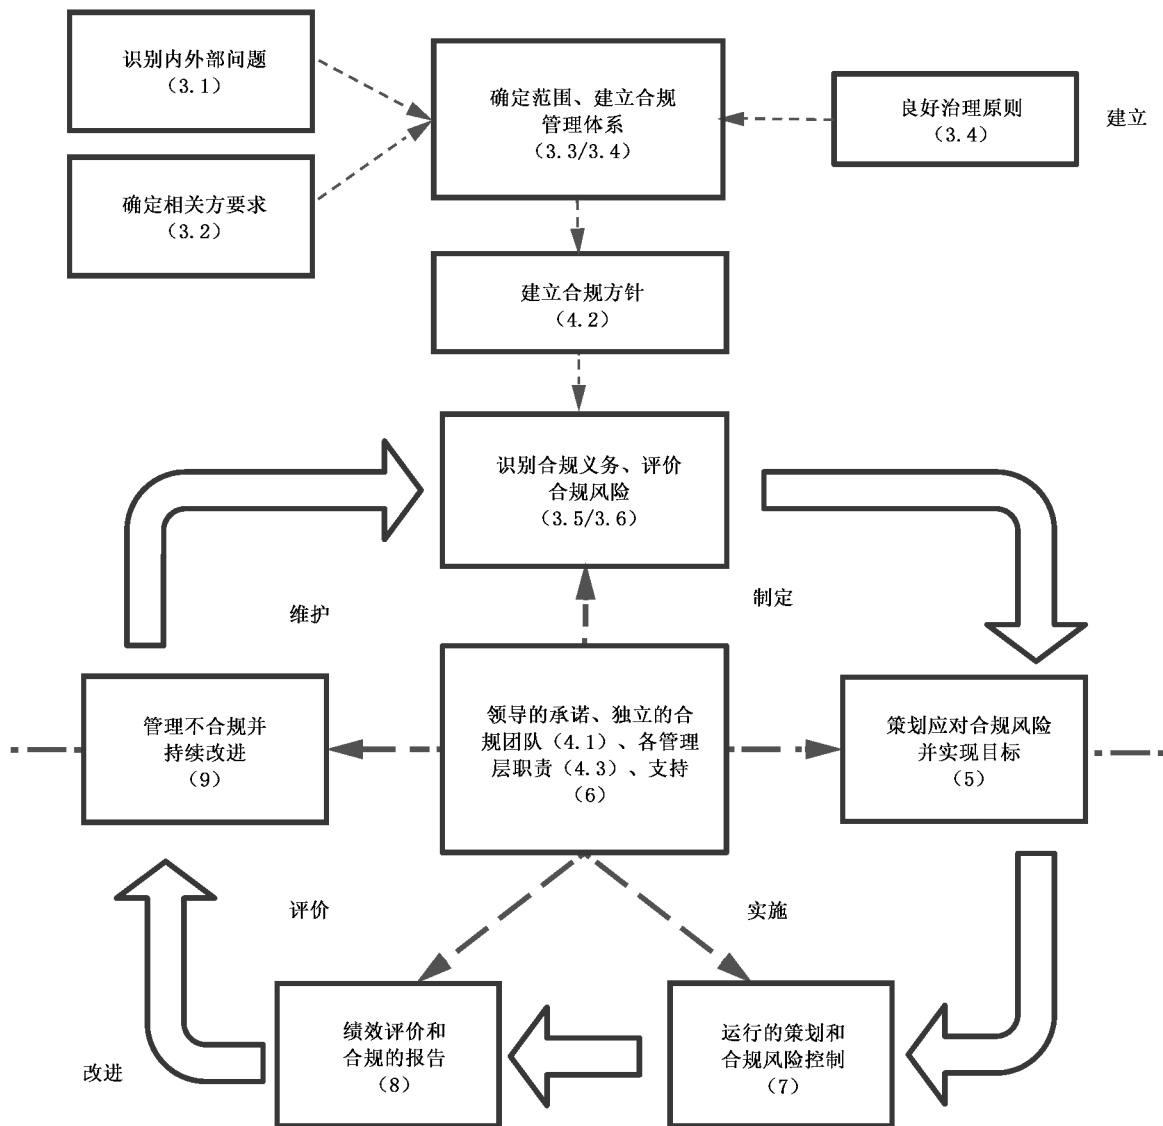 识别内外部问题
（3.1）
确定范围、建立合规
管理体系
（3.3/3.4）
良好治理原则
（3.4）
建立
确定相关方要求
（3.2）
建立合规方针
（4.2）
识别合规义务、评价
合规风险
（3.5/3.6）
维护
制定
管理不合规并
持续改进
（9）
领导的承诺、独立的合
规团队（4.1）、各管理
层职责（4.3）、支持
（6）
策划应对合规风险
并实现目标
（5）
评价
实施
改进
绩效评价和
合规的报告
（8）
运行的策划和
合规风险控制
（7）